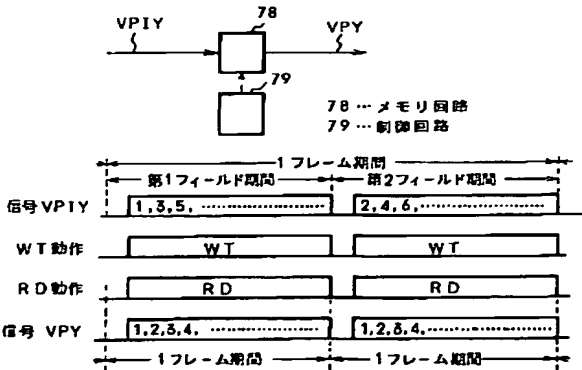 78
VPIY
VPY
79
78…メモリ回路
79…制御回路
1フレーム期間
第1フィールド期間 第2フィールド期間
信号VPIY 1,3,5,………… 2,4,6,…………
WT動作 WT WT
RD動作 RD RD
信号 VPY 1,2,3,4,………… 1,2,3,4,…………
1フレーム期間 1フレーム期間